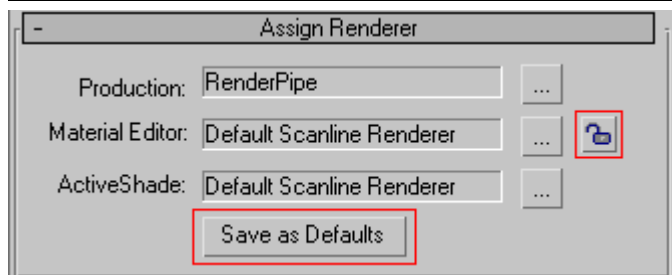 - Assign Renderer
Production: RenderPipe ...
Material Editor: Default Scanline Renderer ...
ActiveShade: Default Scanline Renderer ...
Save as Defaults